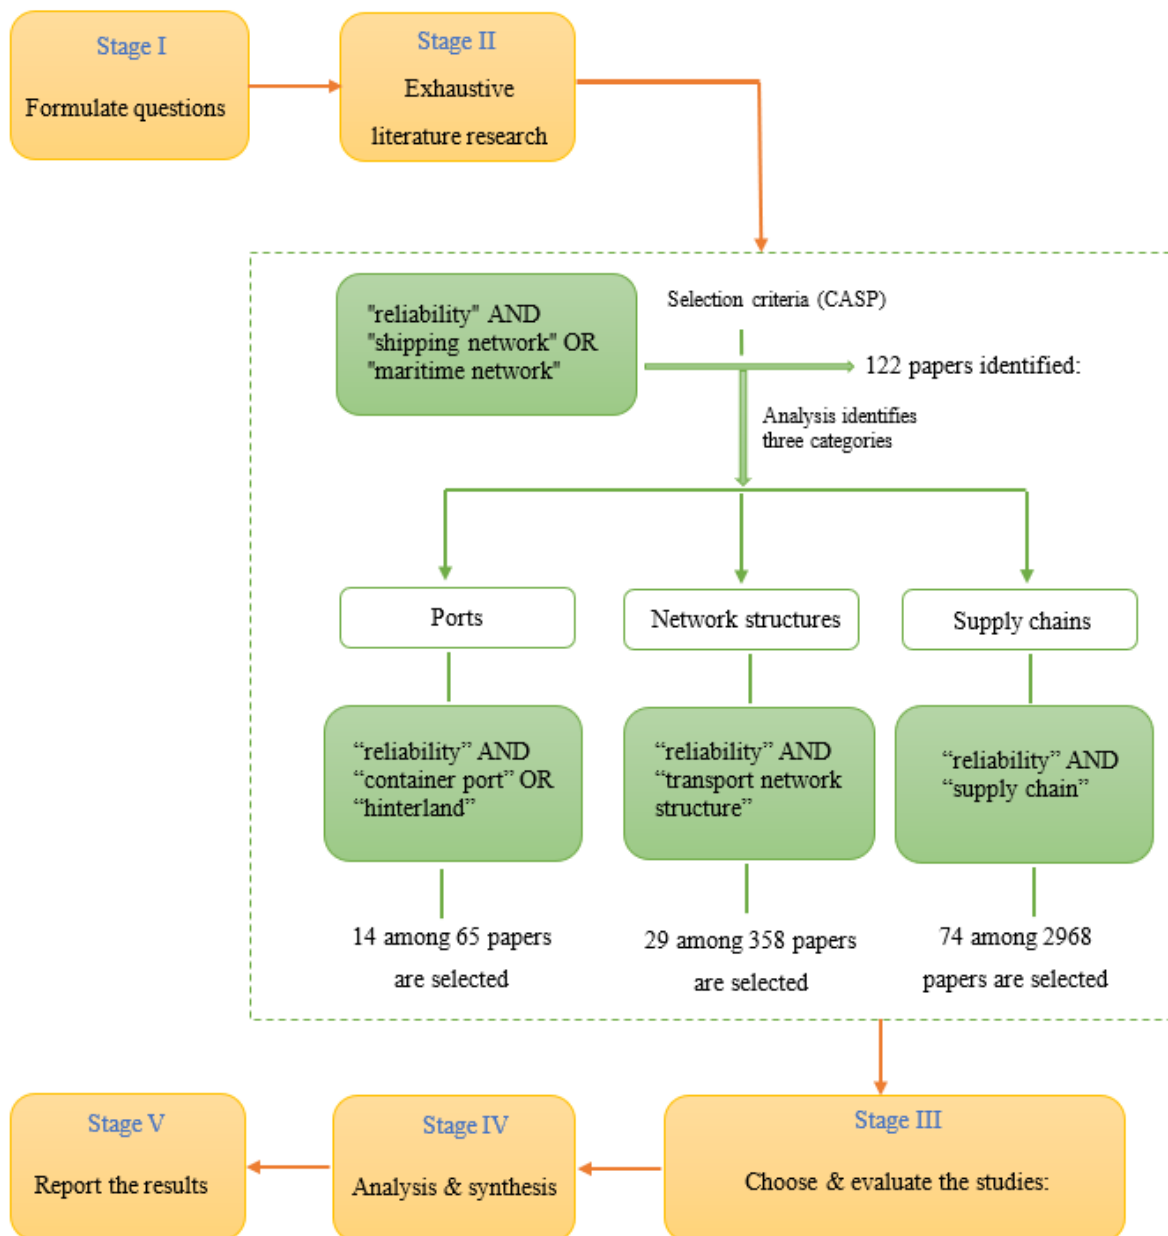 Stage I
Formulate questions
Stage II
Exhaustive
literature research
"reliability" AND
"shipping network" OR
"maritime network"
Selection criteria (CASP)
122 papers identified:
Analysis identifies
three categories
Ports
Network structures
Supply chains
“reliability” AND
“container port” OR
“hinterland”
“reliability” AND
“transport network
structure”
“reliability” AND
“supply chain”
14 among 65 papers
are selected
29 among 358 papers
are selected
74 among 2968
papers are selected
Stage V
Report the results
Stage IV
Analysis & synthesis
Stage III
Choose & evaluate the studies: